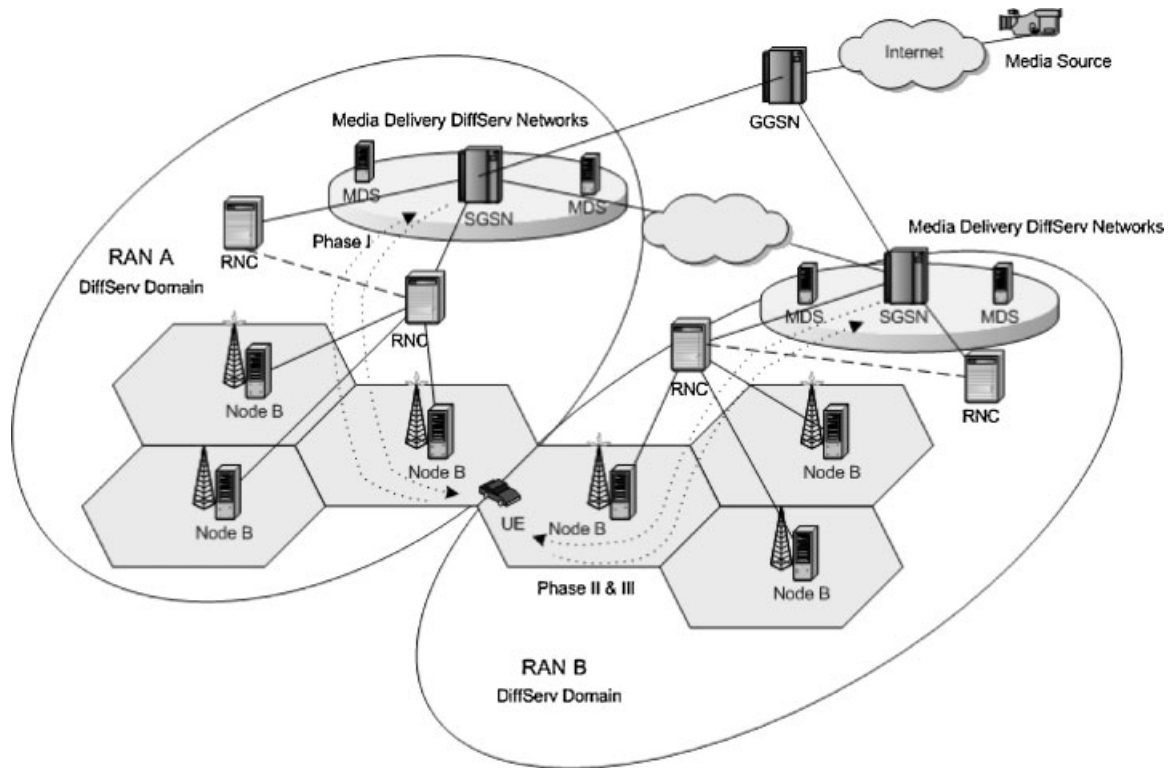 Internet
Media Source
GGSN
Media Delivery DiffServ Networks
MDS
SGSN
MDS
Phase I
RNC
RAN A
DiffServ Domain
RNC
Node B
Node B
Node B
Media Delivery DiffServ Networks
MDS
SGSN
MDS
RNC
RNC
Node B
UE
Node B
Node B
Phase II & III
RAN B
DiffServ Domain